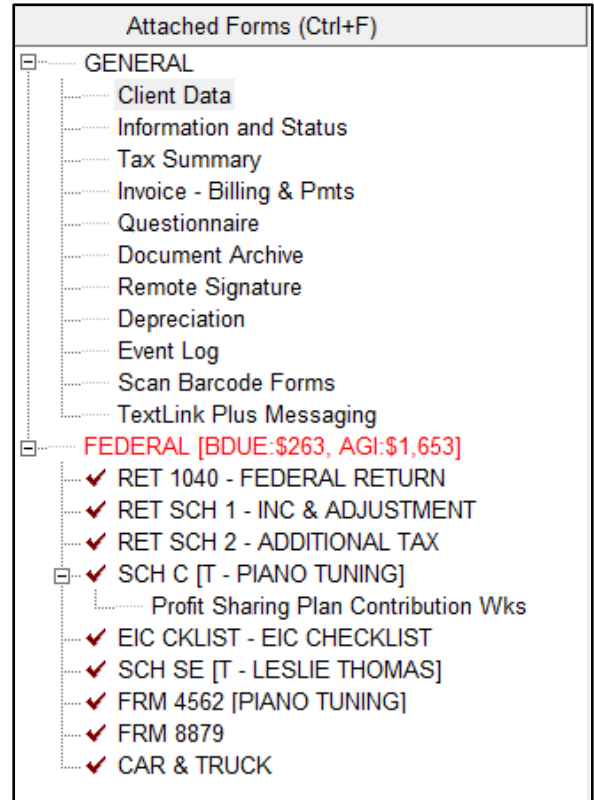 Attached Forms (Ctrl+F)
GENERAL
Client Data
Information and Status
Tax Summary
Invoice - Billing & Pmts
Questionnaire
Document Archive
Remote Signature
Depreciation
Event Log
Scan Barcode Forms
TextLink Plus Messaging
FEDERAL [BDUE:$263, AGI:$1,653]
RET 1040 - FEDERAL RETURN
RET SCH 1 - INC & ADJUSTMENT
RET SCH 2 - ADDITIONAL TAX
SCH C [T - PIANO TUNING]
Profit Sharing Plan Contribution Wks
EIC CKLIST - EIC CHECKLIST
SCH SE [T - LESLIE THOMAS]
FRM 4562 [PIANO TUNING]
FRM 8879
CAR & TRUCK